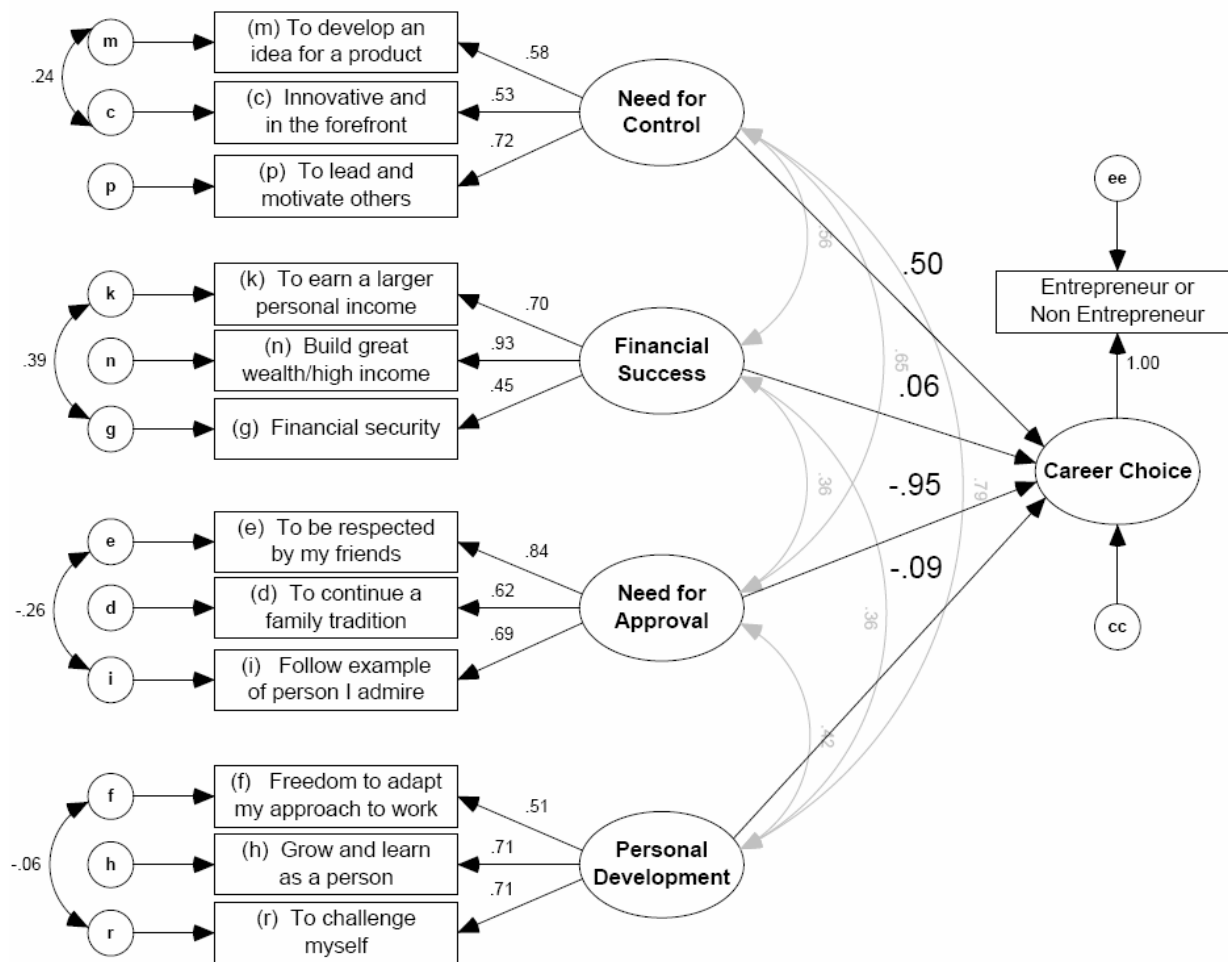 m
(m) To develop an
idea for a product
.58
.24
c
(c) Innovative and
in the forefront
.53
Need for
Control
p
(p) To lead and
motivate others
.72
ee
.56
.50
Entrepreneur or
Non Entrepreneur
k
(k) To earn a larger
personal income
.70
.39
n
(n) Build great
wealth/high income
.93
Financial
Success
.65
.06
1.00
g
(g) Financial security
.45
Career Choice
.36
-.95
.79
e
(e) To be respected
by my friends
.84
-.09
-.26
d
(d) To continue a
family tradition
.62
Need for
Approval
.36
cc
i
(i) Follow example
of person I admire
.69
.42
f
(f) Freedom to adapt
my approach to work
.51
-.06
h
(h) Grow and learn
as a person
.71
Personal
Development
r
(r) To challenge
myself
.71